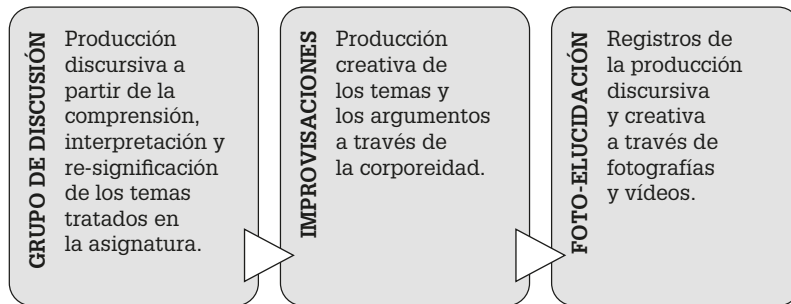 GRUPO DE DISCUSIÓN
Producción
discursiva a
partir de la
comprensión,
interpretación y
re-significación
de los temas
tratados en
la asignatura.
IMPROVISACIONES
Producción
creativa de
los temas y
los argumentos
a través de
la corporeidad.
FOTO-ELUCIDACIÓN
Registros de
la producción
discursiva
y creativa
a través de
fotografías
y vídeos.